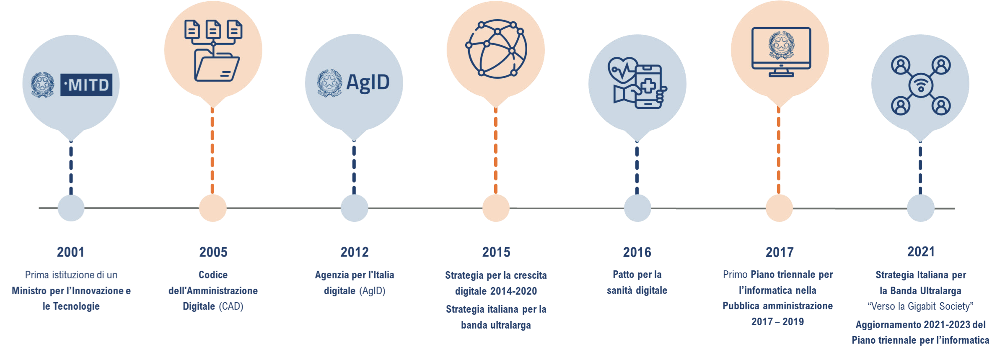 ·MITD
AgID
2001
Prima istituzione di un
Ministro per l’Innovazione e
le Tecnologie
2005
Codice
dell'Amministrazione
Digitale (CAD)
2012
Agenzia per l'Italia
digitale (AgID)
2015
Strategia per la crescita
digitale 2014-2020
Strategia italiana per la
banda ultralarga
2016
Patto per la
sanità digitale
2017
Primo Piano triennale per
l’informatica nella
Pubblica amministrazione
2017 – 2019
2021
Strategia Italiana per
la Banda Ultralarga
“Verso la Gigabit Society”
Aggiornamento 2021-2023 del
Piano triennale per l’informatica